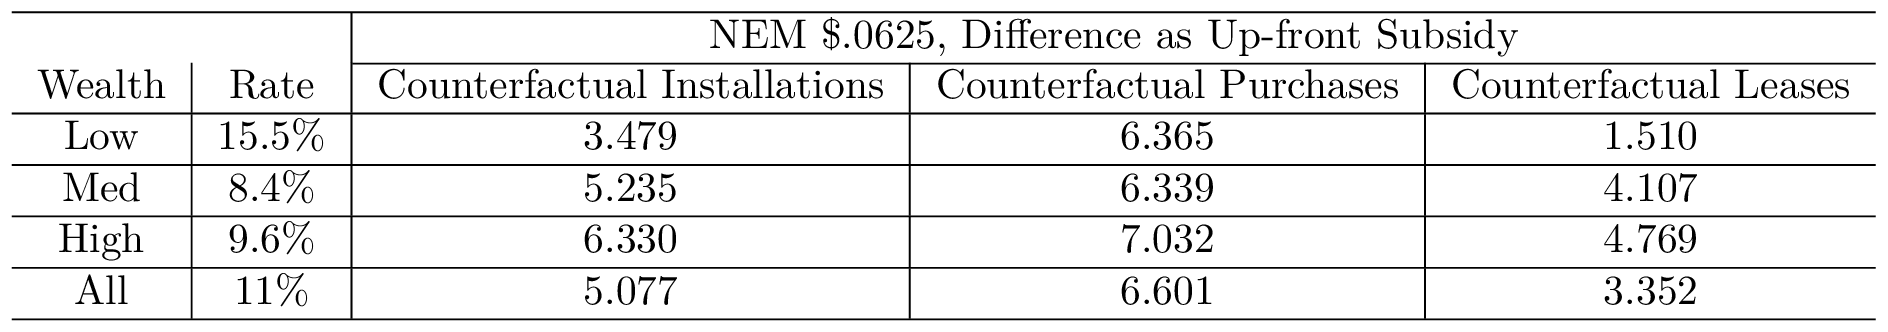 NEM $.0625, Difference as Up-front Subsidy
Wealth Rate Counterfactual Installations Counterfactual Purchases Counterfactual Leases
Low 15.5% 3.479 6.365 1.510
Med 8.4% 5.235 6.339 4.107
High 9.6% 6.330 7.032 4.769
All 11% 5.077 6.601 3.352